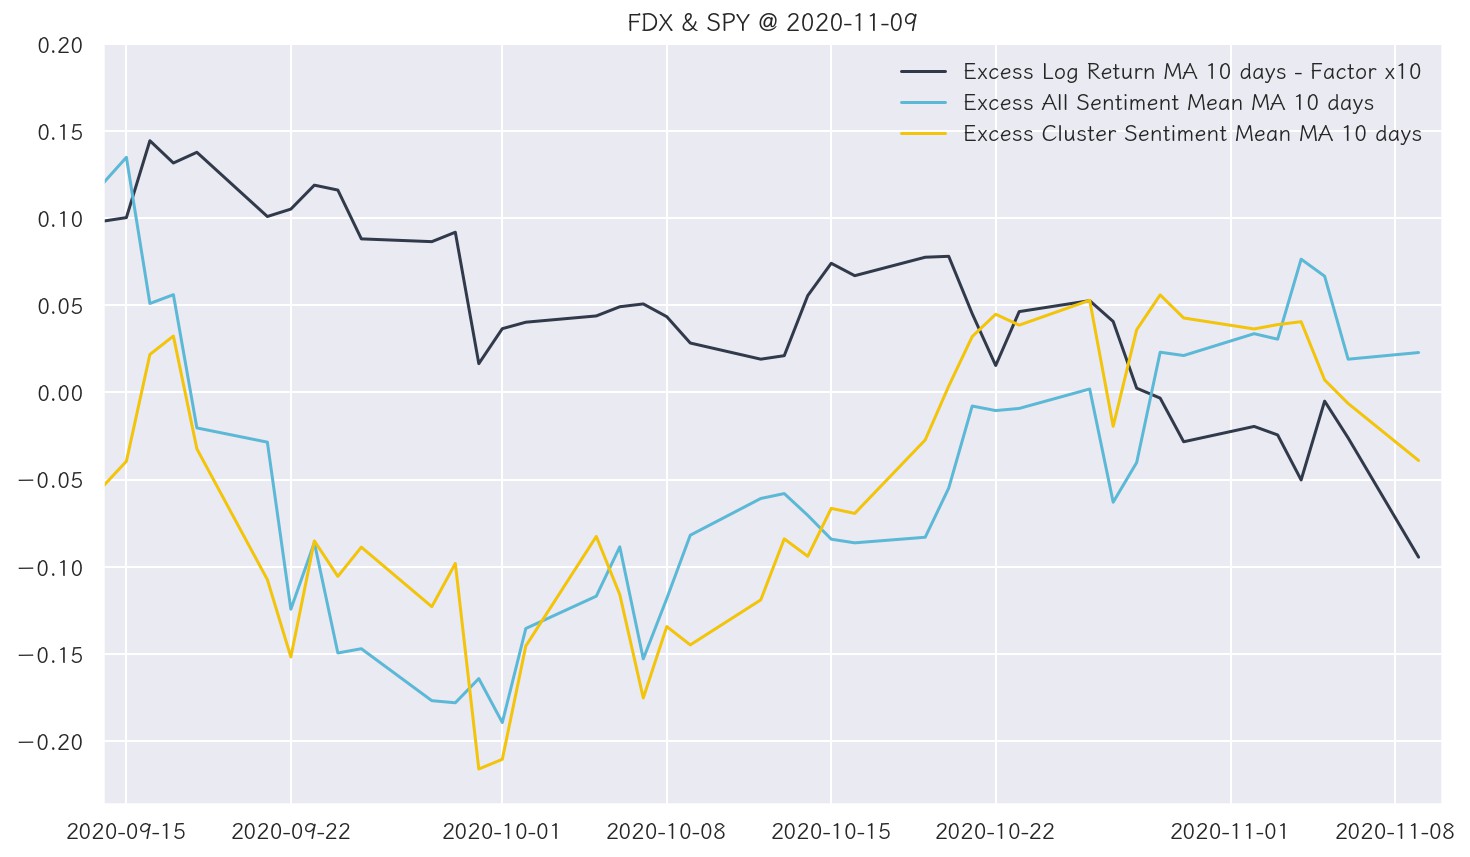 FDX & SPY @ 2020-11-09
Excess Log Return MA 10 days - Factor x10
Excess All Sentiment Mean MA 10 days
Excess Cluster Sentiment Mean MA 10 days
0.20
0.15
0.10
0.05
0.00
−0.05
−0.10
−0.15
−0.20
2020-09-15 2020-09-22 2020-10-01 2020-10-08 2020-10-15 2020-10-22 2020-11-01 2020-11-08